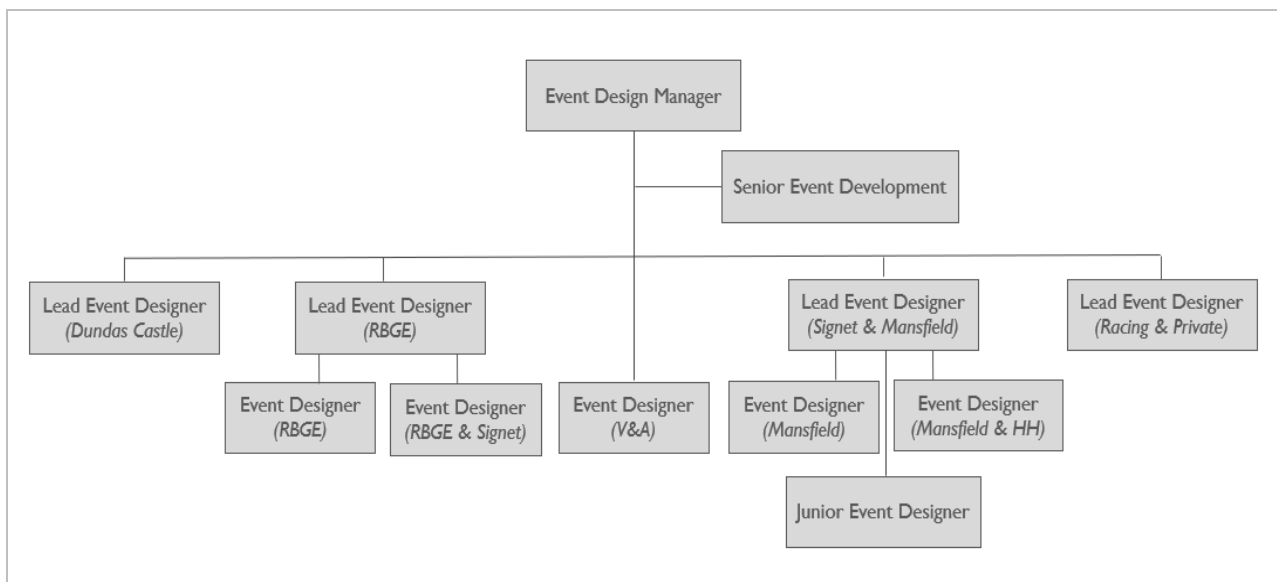 Event Design Manager
Senior Event Development
Lead Event Designer
(Dundas Castle)
Lead Event Designer
(RBGE)
Lead Event Designer
(Signet & Mansfield)
Lead Event Designer
(Racing & Private)
Event Designer
(RBGE)
Event Designer
(RBGE & Signet)
Event Designer
(V&A)
Event Designer
(Mansfield)
Event Designer
(Mansfield & HH)
Junior Event Designer